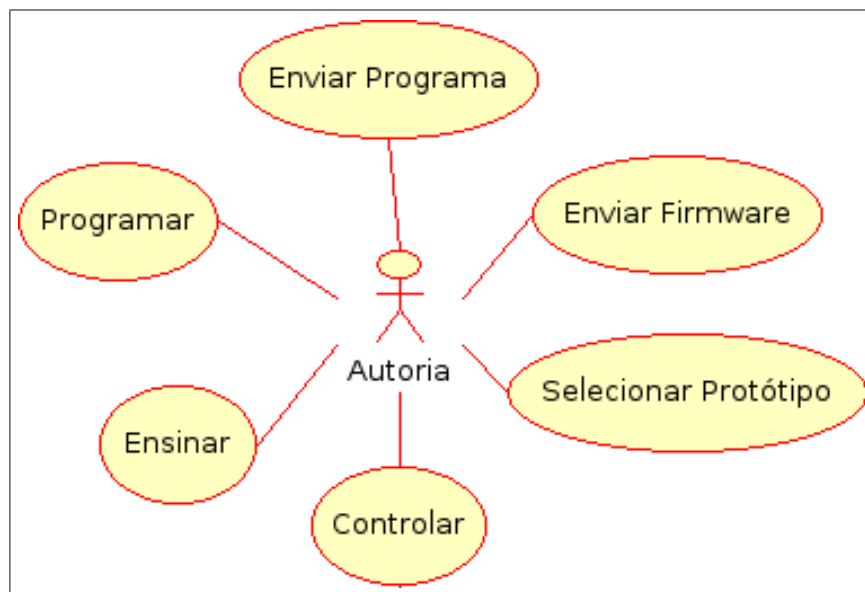 Enviar Programa
Programar
Enviar Firmware
Autoria
Selecionar Protótipo
Ensinar
Controlar